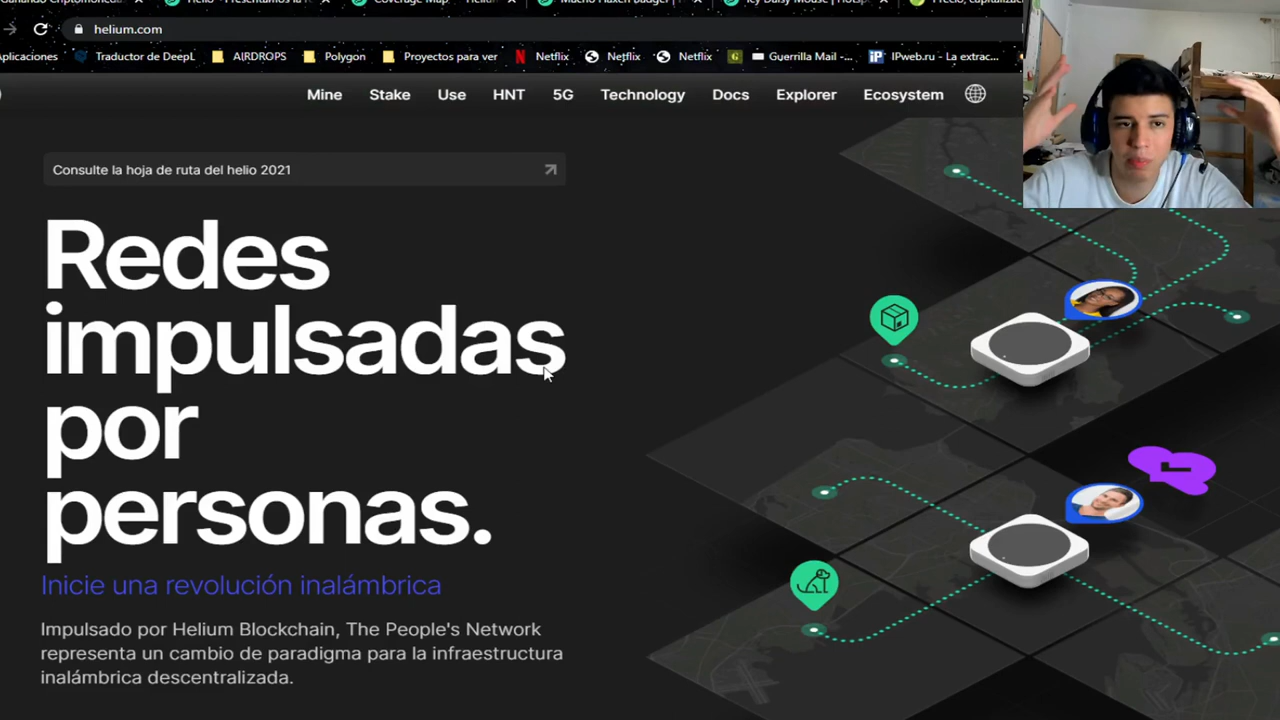 helium.com
Traductor de DeepL
AIRDROPS
Polygon
Proyectos para ver
Netflix
Netflix
Netflix
Guerrilla Mail -...
IPweb.ru - La extrac...
Mine
Stake
Use
HNT
5G
Technology
Docs
Explorer
Ecosystem
Consulte la hoja de ruta del helio 2021
Redes
impulsadas
por
personas.
Inicie una revolución inalámbrica
Impulsado por Helium Blockchain, The People's Network
representa un cambio de paradigma para la infraestructura
inalámbrica descentralizada.